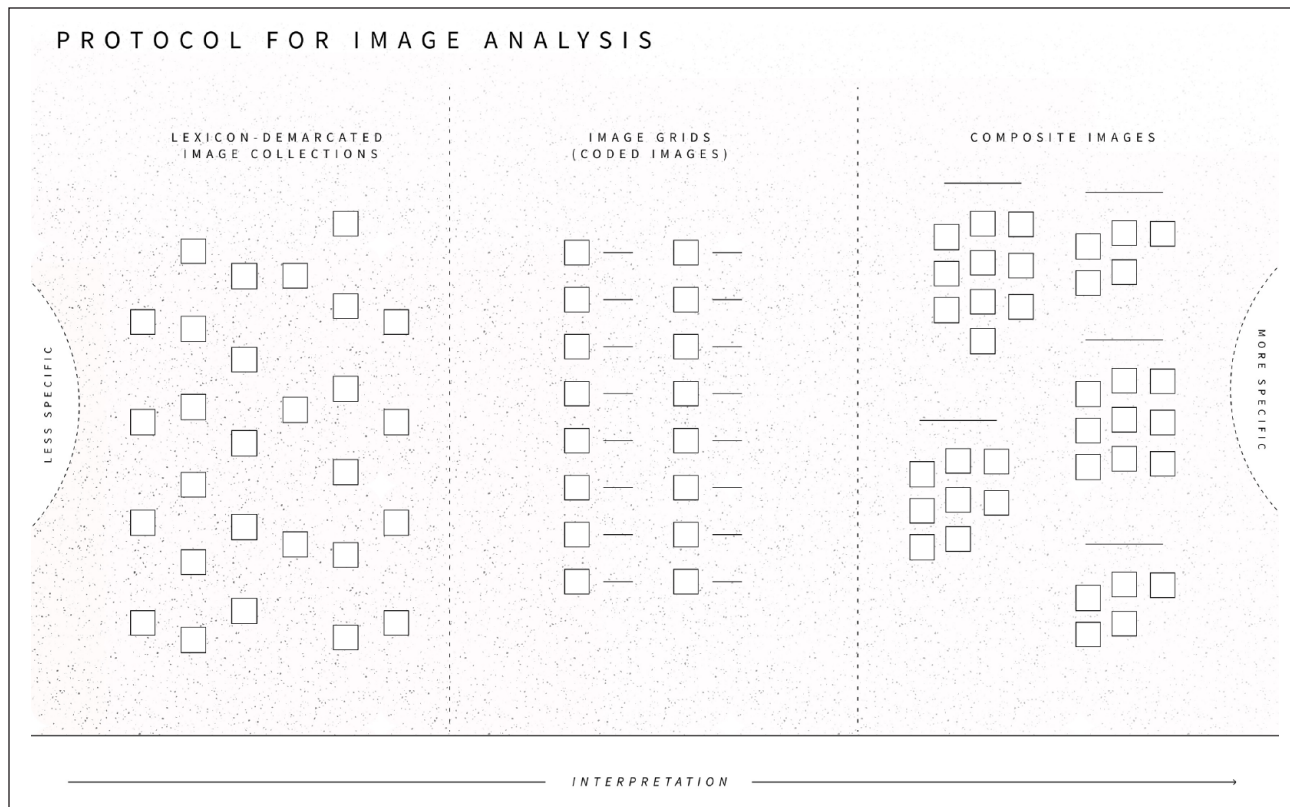 PROTOCOL FOR IMAGE ANALYSIS
LEXICON-DEMARCATED
IMAGE COLLECTIONS
IMAGE GRIDS
(CODED IMAGES)
COMPOSITE IMAGES
LESS SPECIFIC
MORE SPECIFIC
INTERPRETATION